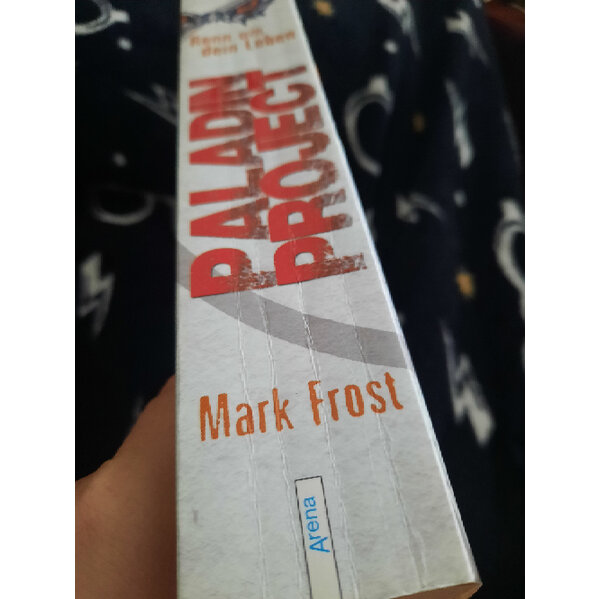 Renn um
dein Leben
PALADIN
PROJECT
Mark Frost
Arena